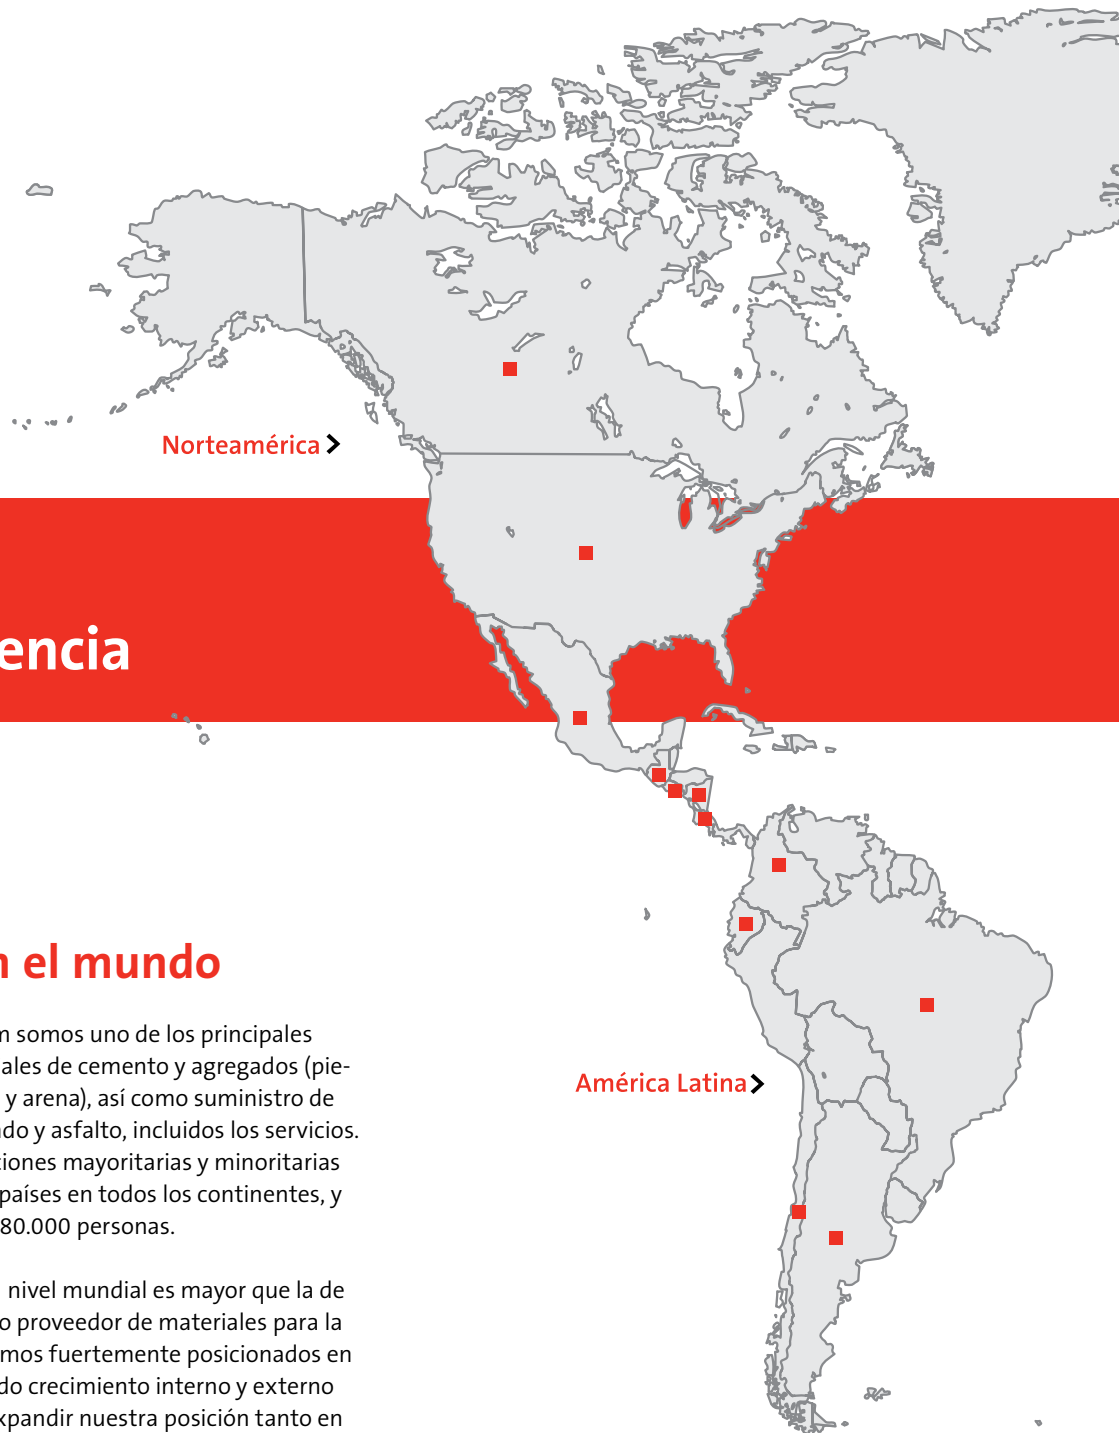 Norteamérica
encia
n el mundo
m somos uno de los principales
ales de cemento y agregados (pie-
y arena), así como suministro de
do y asfalto, incluidos los servicios.
ciones mayoritarias y minoritarias
países en todos los continentes, y
80.000 personas.
nivel mundial es mayor que la de
o proveedor de materiales para la
mos fuertemente posicionados en
do crecimiento interno y externo
xpandir nuestra posición tanto en
América Latina